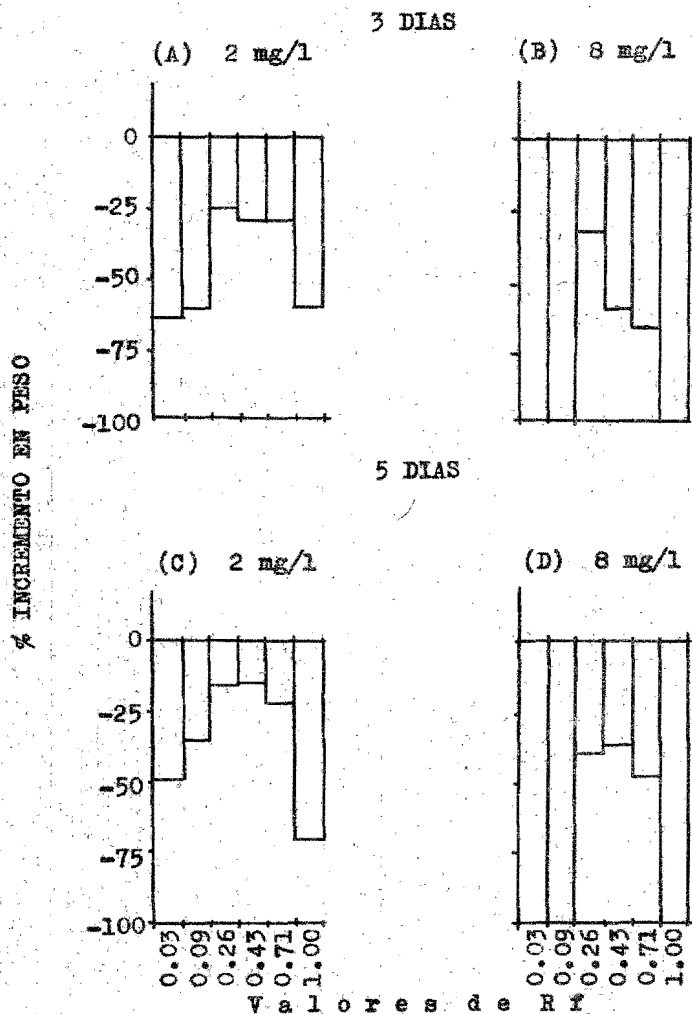 3 DIAS
(A) 2 mg/l
(B) 8 mg/l
0
-25
-50
-75
-100
% INCREMENTO EN PESO
5 DIAS
(C) 2 mg/l
(D) 8 mg/l
0
-25
-50
-75
-100
0.03 0.09 0.26 0.43 0.71 1.00
0.03 0.09 0.26 0.43 0.71 1.00
Valores de Rf